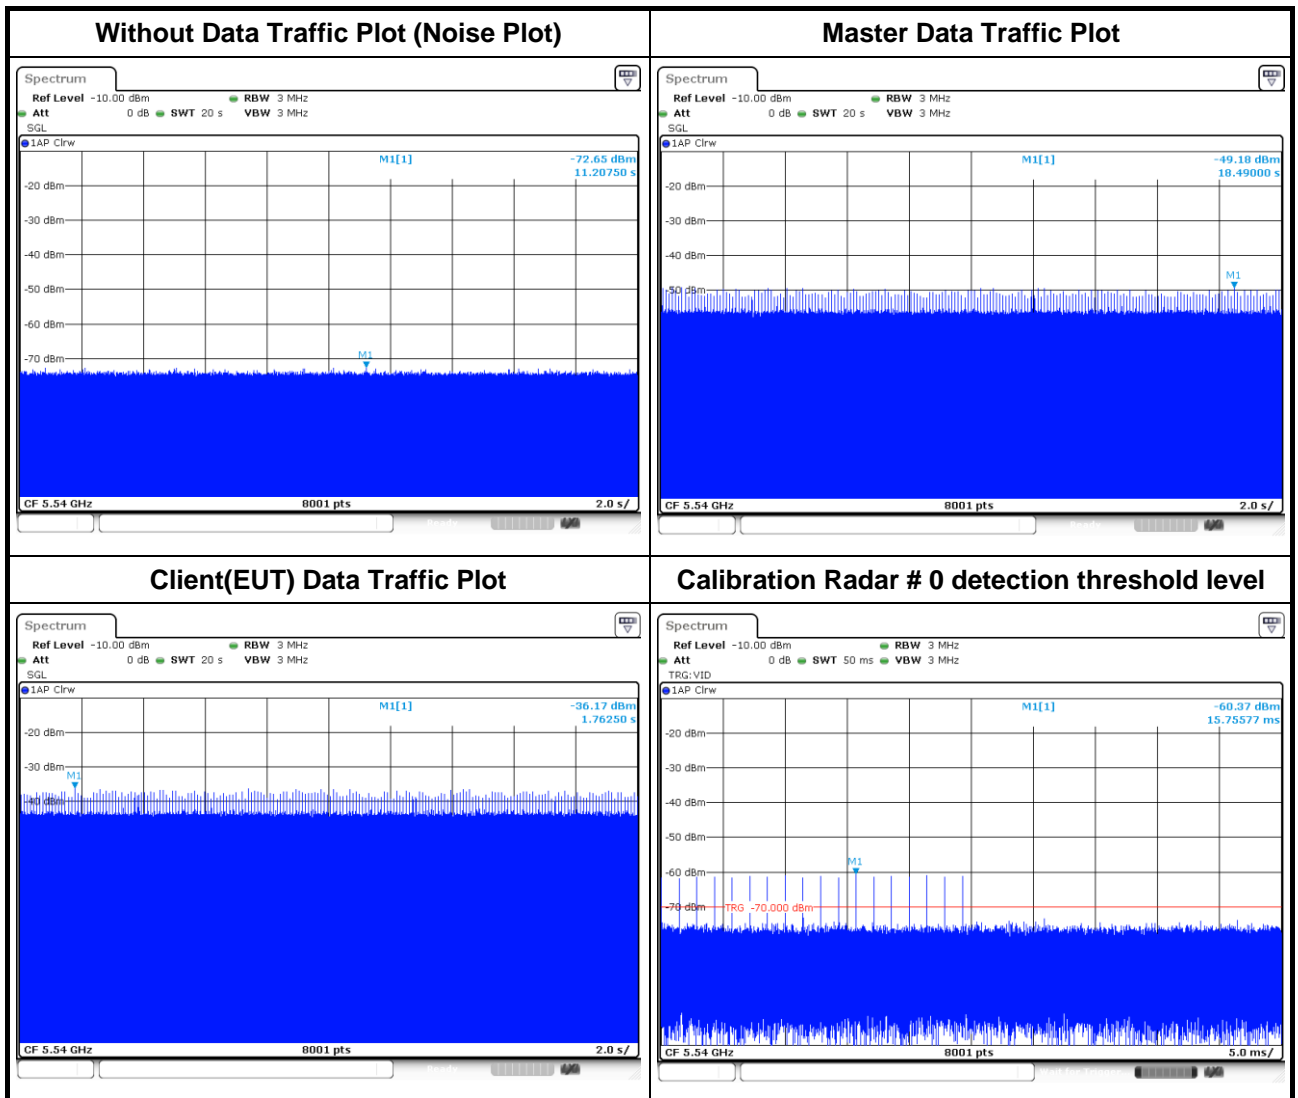 Without Data Traffic Plot (Noise Plot)
Spectrum
Ref Level -10.00 dBm RBW 3 MHz
Att 0 dB SWT 20 s VBW 3 MHz
SGL
1AP Clrw
M1[1] -72.65 dBm
11.20750 s
-20 dBm
-30 dBm
-40 dBm
-50 dBm
-60 dBm
-70 dBm
M1
CF 5.54 GHz 8001 pts 2.0 s/
Ready
Master Data Traffic Plot
Spectrum
Ref Level -10.00 dBm RBW 3 MHz
Att 0 dB SWT 20 s VBW 3 MHz
SGL
1AP Clrw
M1[1] -49.18 dBm
18.49000 s
-20 dBm
-30 dBm
-40 dBm
M1
-50 dBm
-60 dBm
CF 5.54 GHz 8001 pts 2.0 s/
Ready
Client(EUT) Data Traffic Plot
Spectrum
Ref Level -10.00 dBm RBW 3 MHz
Att 0 dB SWT 20 s VBW 3 MHz
SGL
1AP Clrw
M1[1] -36.17 dBm
1.76250 s
-20 dBm
-30 dBm
M1
-40 dBm
CF 5.54 GHz 8001 pts 2.0 s/
Ready
Calibration Radar # 0 detection threshold level
Spectrum
Ref Level -10.00 dBm RBW 3 MHz
Att 0 dB SWT 50 ms VBW 3 MHz
TRG:VID
1AP Clrw
M1[1] -60.37 dBm
15.75577 ms
-20 dBm
-30 dBm
-40 dBm
-50 dBm
M1
-60 dBm
-70 dBm TRG -70.000 dBm
CF 5.54 GHz 8001 pts 5.0 ms/
Wait for Trigger